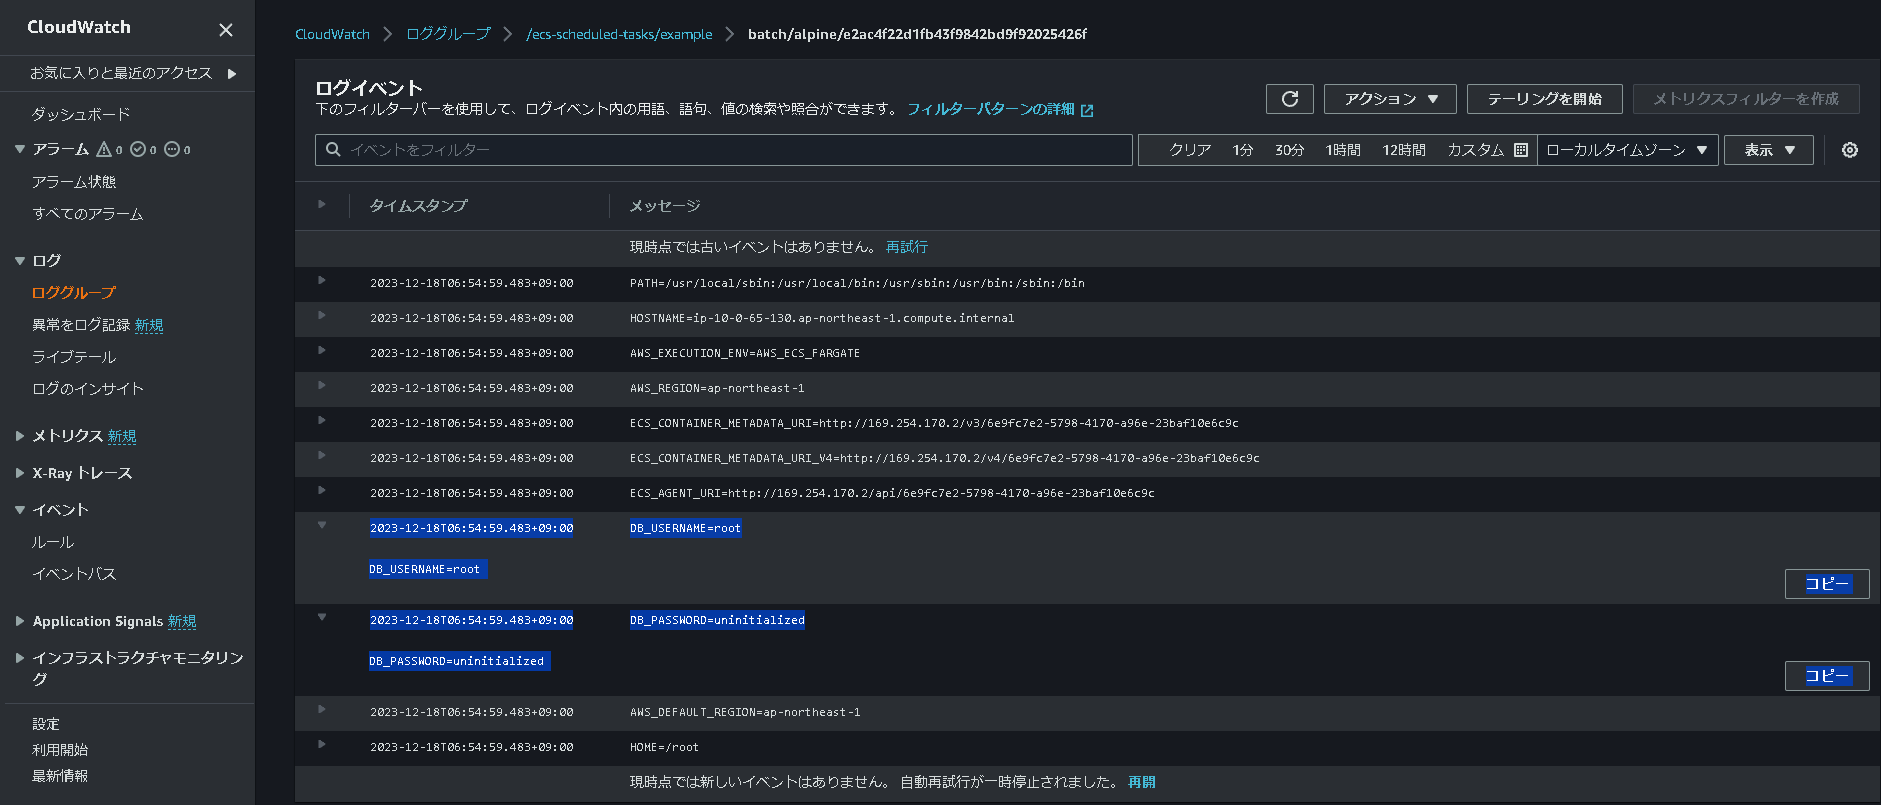 CloudWatch
お気に入りと最近のアクセス
ダッシュボード
アラーム 0 0 0
アラーム状態
すべてのアラーム
ログ
ロググループ
異常をログ記録 新規
ライブテール
ログのインサイト
メトリクス 新規
X-Ray トレース
イベント
ルール
イベントバス
Application Signals 新規
インフラストラクチャモニタリン
グ
設定
利用開始
最新情報
CloudWatch ロググループ /ecs-scheduled-tasks/example batch/alpine/e2ac4f22d1fb43f9842bd9f92025426f
ログイベント
下のフィルターバーを使用して、ログイベント内の用語、語句、値の検索や照合ができます。 フィルターパターンの詳細
アクション テーリングを開始 メトリクスフィルターを作成
イベントをフィルター クリア 1分 30分 1時間 12時間 カスタム ローカルタイムゾーン 表示
タイムスタンプ メッセージ
現時点では古いイベントはありません。 再試行
2023-12-18T06:54:59.483+09:00 PATH=/usr/local/sbin:/usr/local/bin:/usr/sbin:/usr/bin:/sbin:/bin
2023-12-18T06:54:59.483+09:00 HOSTNAME=ip-10-0-65-130.ap-northeast-1.compute.internal
2023-12-18T06:54:59.483+09:00 AWS_EXECUTION_ENV=AWS_ECS_FARGATE
2023-12-18T06:54:59.483+09:00 AWS_REGION=ap-northeast-1
2023-12-18T06:54:59.483+09:00 ECS_CONTAINER_METADATA_URI=http://169.254.170.2/v3/6e9fc7e2-5798-4170-a96e-23baf10e6c9c
2023-12-18T06:54:59.483+09:00 ECS_CONTAINER_METADATA_URI_V4=http://169.254.170.2/v4/6e9fc7e2-5798-4170-a96e-23baf10e6c9c
2023-12-18T06:54:59.483+09:00 ECS_AGENT_URI=http://169.254.170.2/api/6e9fc7e2-5798-4170-a96e-23baf10e6c9c
2023-12-18T06:54:59.483+09:00 DB_USERNAME=root
DB_USERNAME=root
コピー
2023-12-18T06:54:59.483+09:00 DB_PASSWORD=uninitialized
DB_PASSWORD=uninitialized
コピー
2023-12-18T06:54:59.483+09:00 AWS_DEFAULT_REGION=ap-northeast-1
2023-12-18T06:54:59.483+09:00 HOME=/root
現時点では新しいイベントはありません。 自動再試行が一時停止されました。 再開